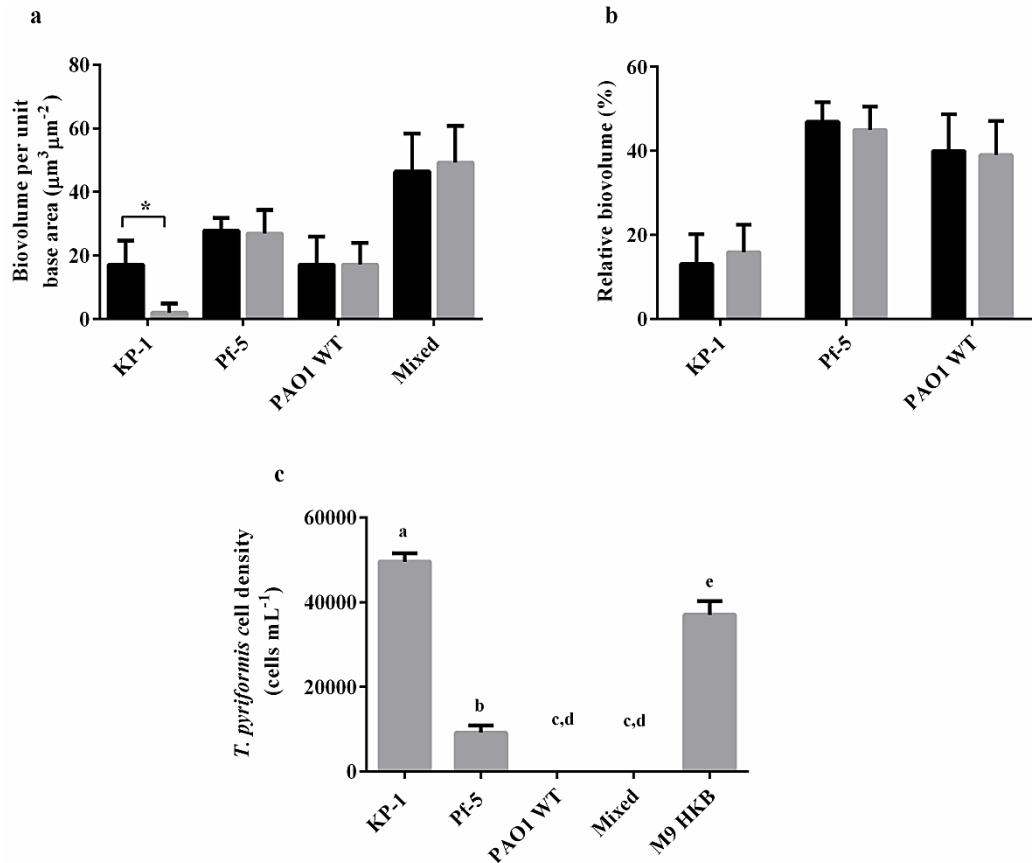 a
Biovolume per unit
base area (µm³µm⁻²)
80
60
40
20
0
*
KP-1
Pf-5
PAO1 WT
Mixed
b
Relative biovolume (%)
60
40
20
0
KP-1
Pf-5
PAO1 WT
c
T. pyriformis cell density
(cells mL⁻¹)
60000
40000
20000
0
a
b
c,d
c,d
e
KP-1
Pf-5
PAO1 WT
Mixed
M9 HKB